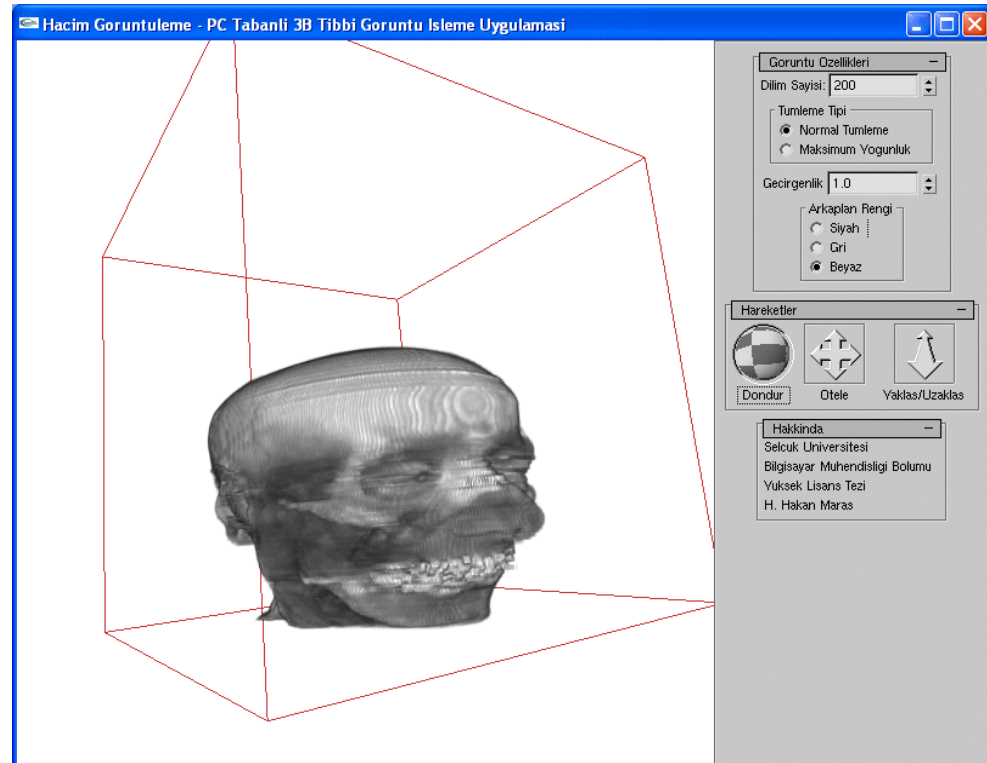 Hacim Goruntuleme - PC Tabanli 3B Tibbi Goruntu Isleme Uygulamasi
Goruntu Ozellikleri
Dilim Sayisi: 200
Tumleme Tipi
Normal Tumleme
Maksimum Yogunluk
Gecirgenlik 1.0
Arkaplan Rengi
Siyah
Gri
Beyaz
Hareketler
Dondur Otele Yaklas/Uzaklas
Hakkinda
Selcuk Universitesi
Bilgisayar Muhendisligi Bolumu
Yuksek Lisans Tezi
H. Hakan Maras